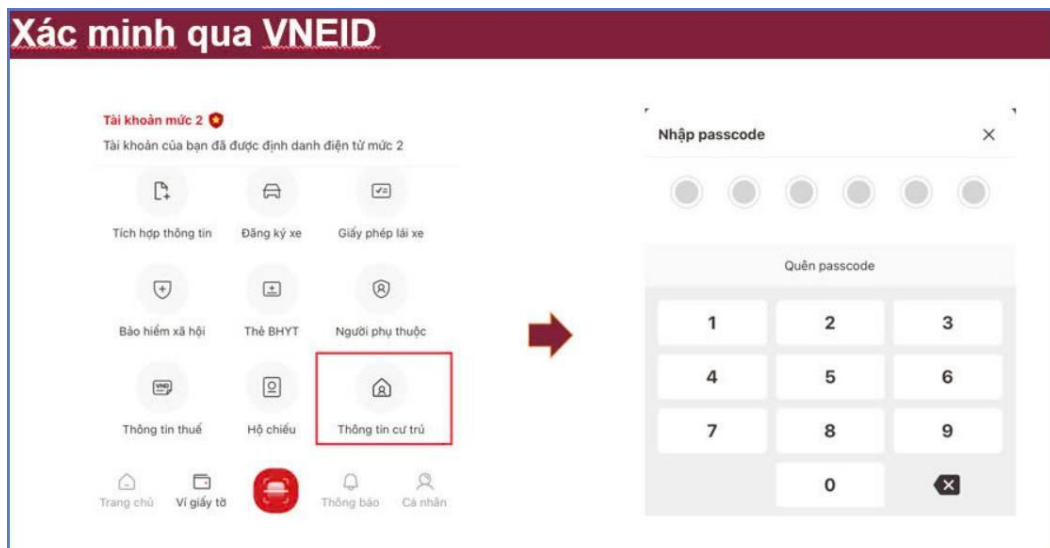 Xác minh qua VNEID
Tài khoản mức 2
Tài khoản của bạn đã được định danh điện tử mức 2
Tích hợp thông tin
Đăng ký xe
Giấy phép lái xe
Bảo hiểm xã hội
Thẻ BHYT
Người phụ thuộc
VND
Thông tin thuế
Hộ chiếu
Thông tin cư trú
Trang chủ
Ví giấy tờ
Thông báo
Cá nhân
Nhập passcode
Quên passcode
1 2 3
4 5 6
7 8 9
0